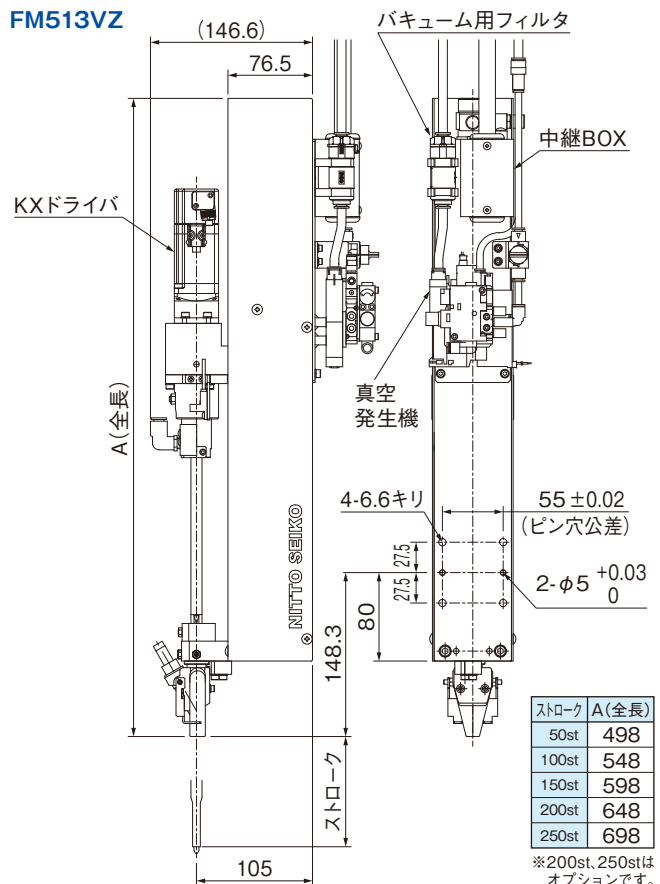 FM513VZ
(146.6)
76.5
バキューム用フィルタ
中継BOX
KXドライバ
A(全長)
真空
発生機
4-6.6キリ
55±0.02
(ピン穴公差)
27.5
27.5
2-φ5 +0.03
0
80
148.3
NITTO SEIKO
ストローク
105
ストローク A(全長)
50st 498
100st 548
150st 598
200st 648
250st 698
※200st、250stは
オプションです。